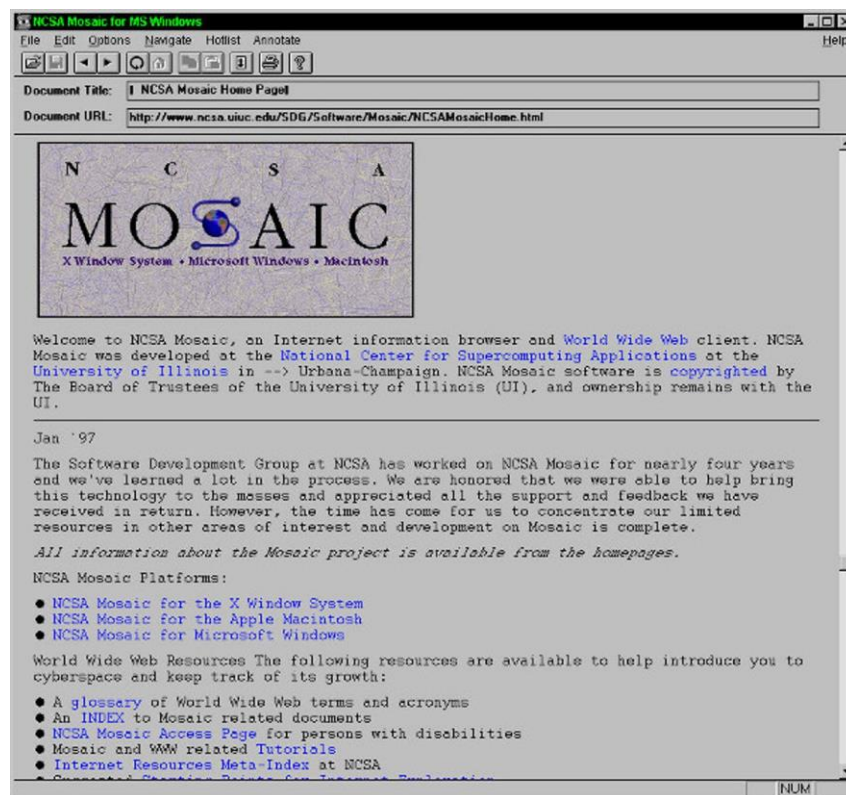 NCSA Mosaic for MS Windows
File Edit Options Navigate Hotlist Annotate Help
Document Title: NCSA Mosaic Home Page
Document URL: http://www.ncsa.uiuc.edu/SDG/Software/Mosaic/NCSAMosaicHome.html
N C S A
MOSAIC
X Window System • Microsoft Windows • Macintosh
Welcome to NCSA Mosaic, an Internet information browser and World Wide Web client. NCSA
Mosaic was developed at the National Center for Supercomputing Applications at the
University of Illinois in --> Urbana-Champaign. NCSA Mosaic software is copyrighted by
The Board of Trustees of the University of Illinois (UI), and ownership remains with the
UI.
Jan '97
The Software Development Group at NCSA has worked on NCSA Mosaic for nearly four years
and we've learned a lot in the process. We are honored that we were able to help bring
this technology to the masses and appreciated all the support and feedback we have
received in return. However, the time has come for us to concentrate our limited
resources in other areas of interest and development on Mosaic is complete.
All information about the Mosaic project is available from the homepages.
NCSA Mosaic Platforms:
● NCSA Mosaic for the X Window System
● NCSA Mosaic for the Apple Macintosh
● NCSA Mosaic for Microsoft Windows
World Wide Web Resources The following resources are available to help introduce you to
cyberspace and keep track of its growth:
● A glossary of World Wide Web terms and acronyms
● An INDEX to Mosaic related documents
● NCSA Mosaic Access Page for persons with disabilities
● Mosaic and WWW related Tutorials
● Internet Resources Meta-Index at NCSA
● Suggested Starting Points for Internet Exploration
NUM